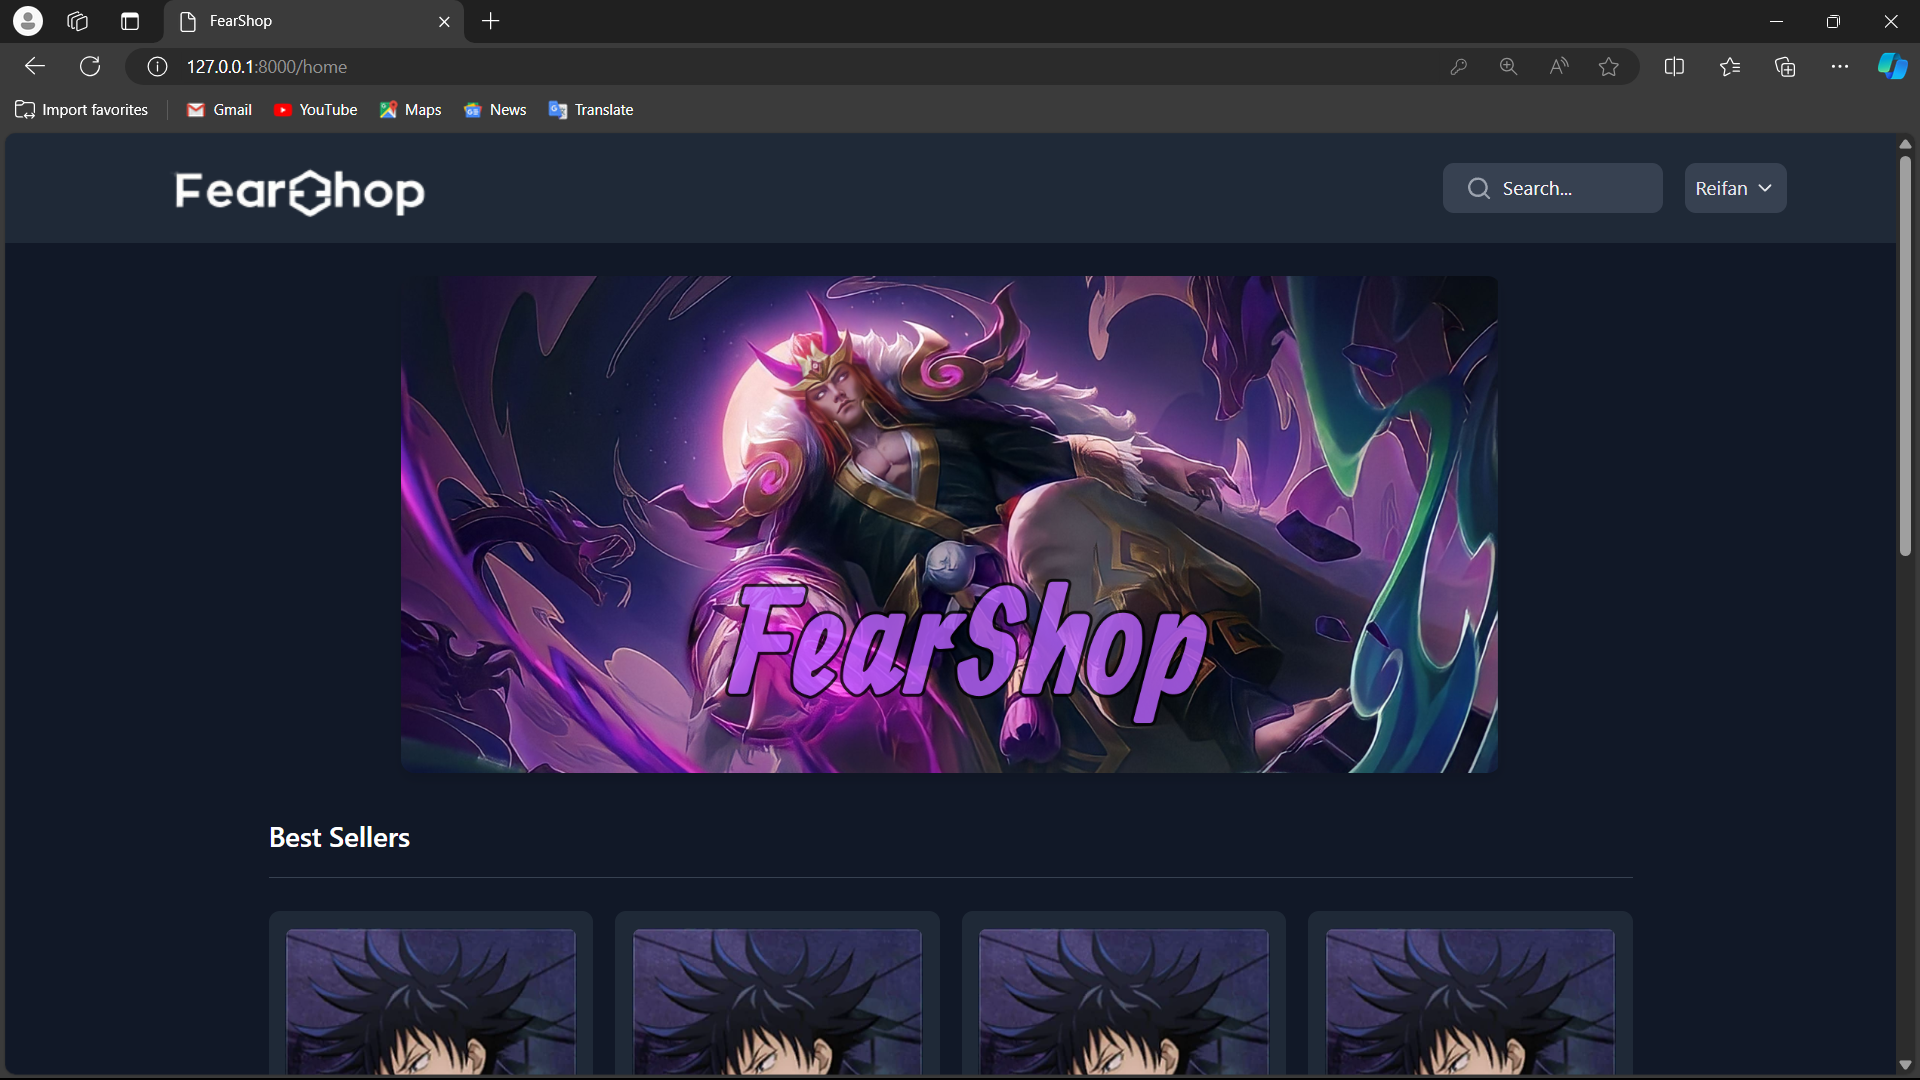 FearShop
127.0.0.1:8000/home
Import favorites
Gmail
YouTube
Maps
News
Translate
FearShop
Search...
Reifan
FearShop
Best Sellers